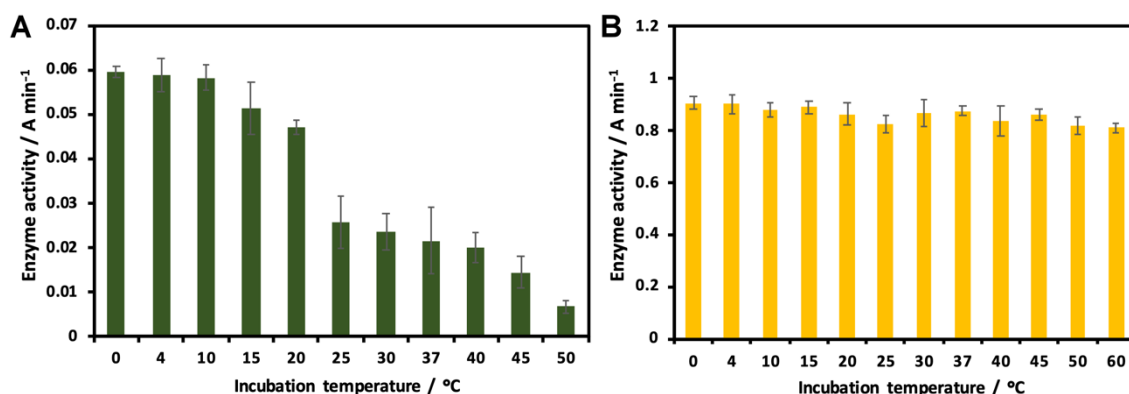 A
Enzyme activity / A min⁻¹
0.07
0.06
0.05
0.04
0.03
0.02
0.01
0
0 4 10 15 20 25 30 37 40 45 50
Incubation temperature / °C
B
Enzyme activity / A min⁻¹
1.2
1
0.8
0.6
0.4
0.2
0
0 4 10 15 20 25 30 37 40 45 50 60
Incubation temperature / °C